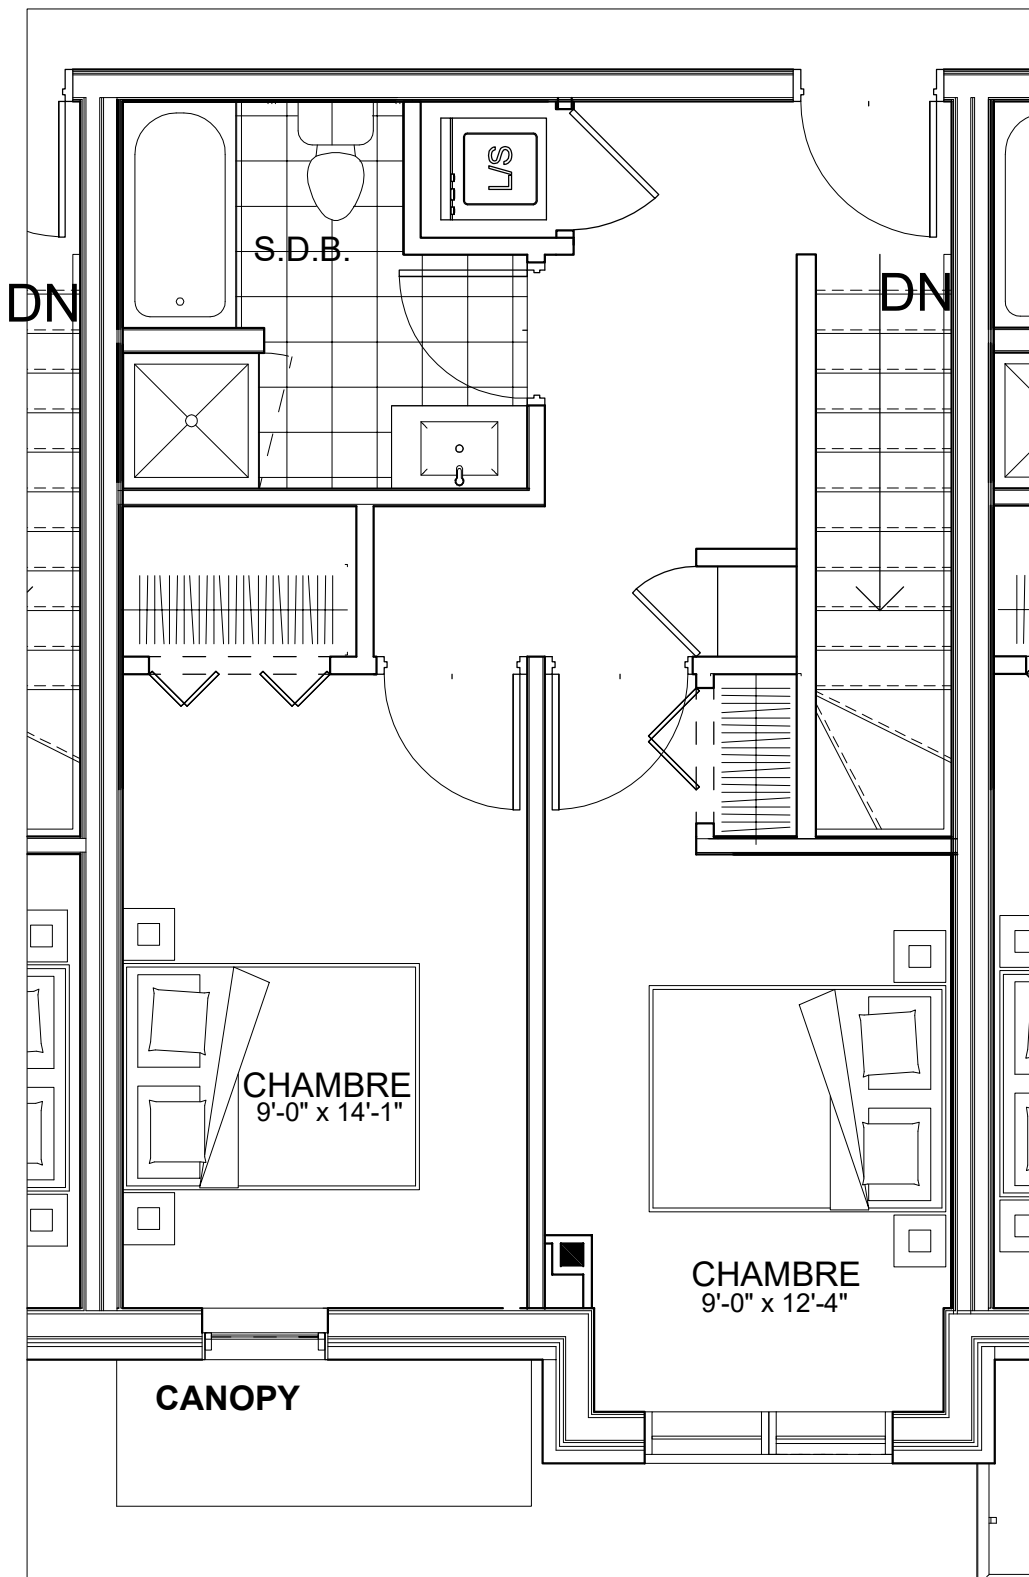 L/S
S.D.B.
DN
DN
CHAMBRE
9'-0" x 14'-1"
CHAMBRE
9'-0" x 12'-4"
CANOPY